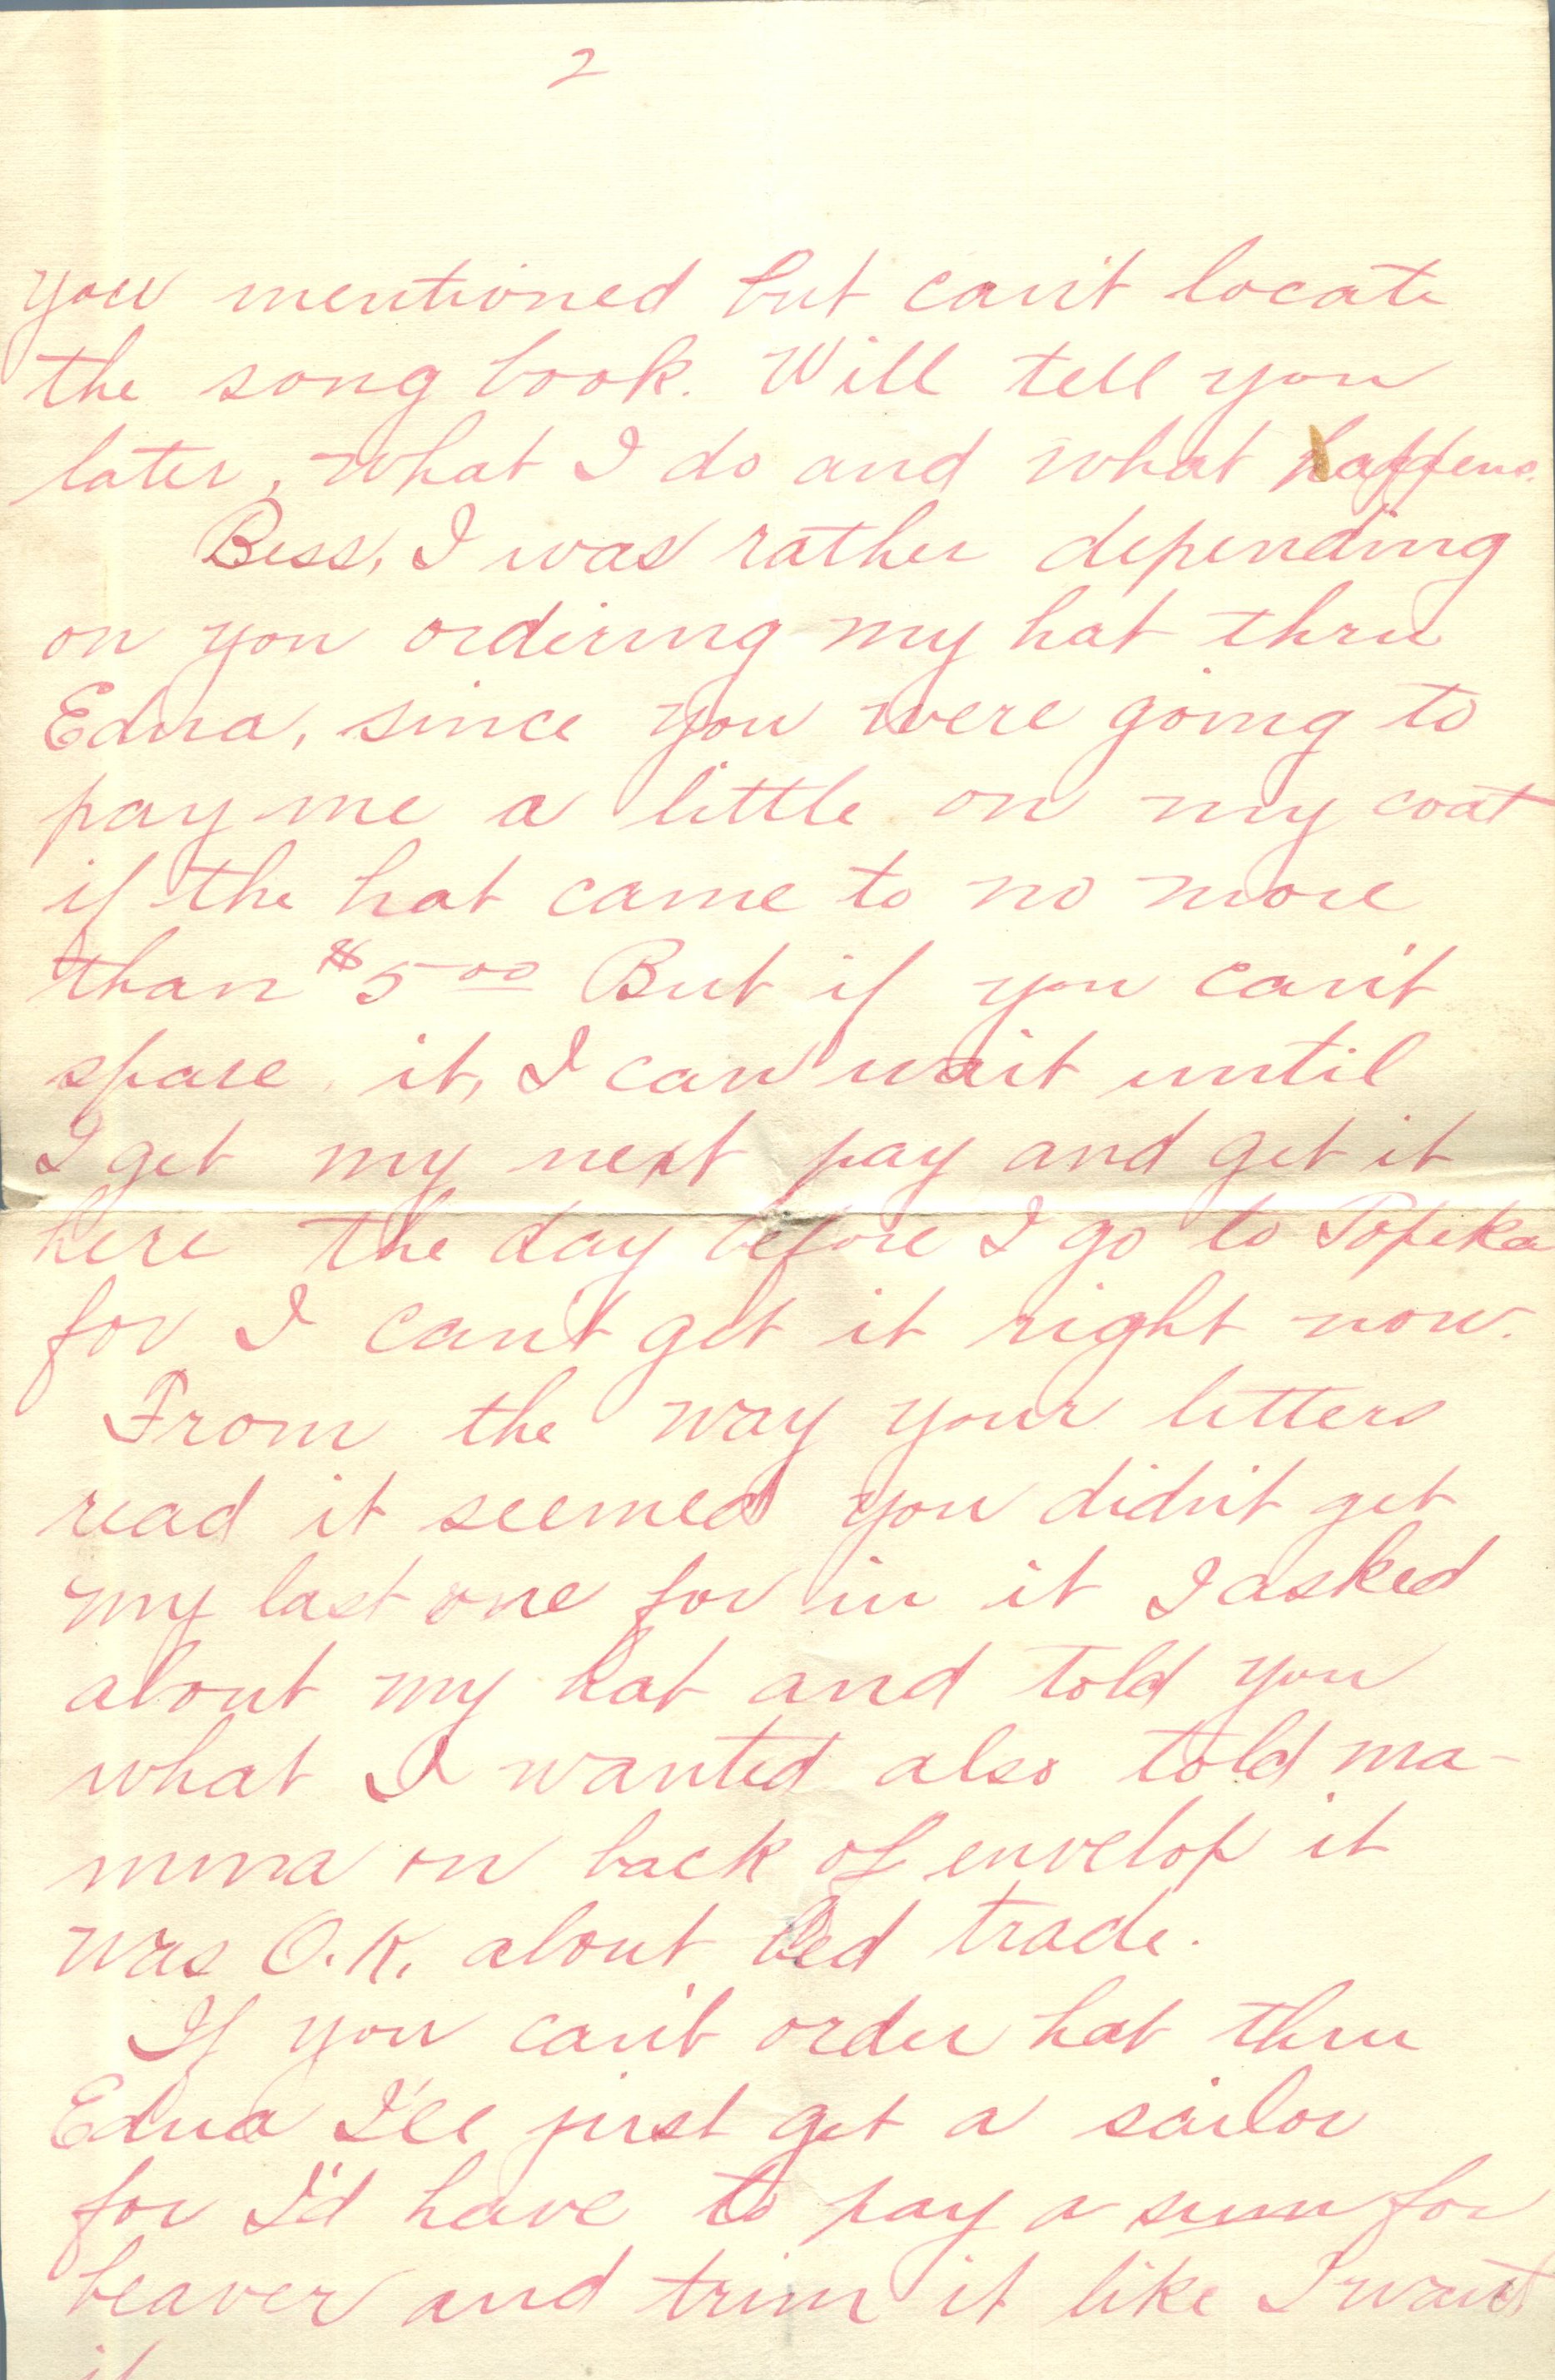 2
you mentioned but can't locate
the song book. Will tell you
later, what I do and what happens.
Bess, I was rather depending
on you ordering my hat thru
Edna, since you were going to
pay me a little on my coat
if the hat came to no more
than $5.00 But if you can't
spare it, I can wait until
I get my next pay and get it
here the day before I go to Topeka
for I can't get it right now.
From the way your letters
read it seemed you didn't get
my last one for in it I asked
about my hat and told you
what I wanted also told ma-
mma on back of envelop it
was O.K. about bed trade.
If you can't order hat thru
Edna I'll just get a sailor
for I'd have to pay a sum for
beaver and trim it like I want
it